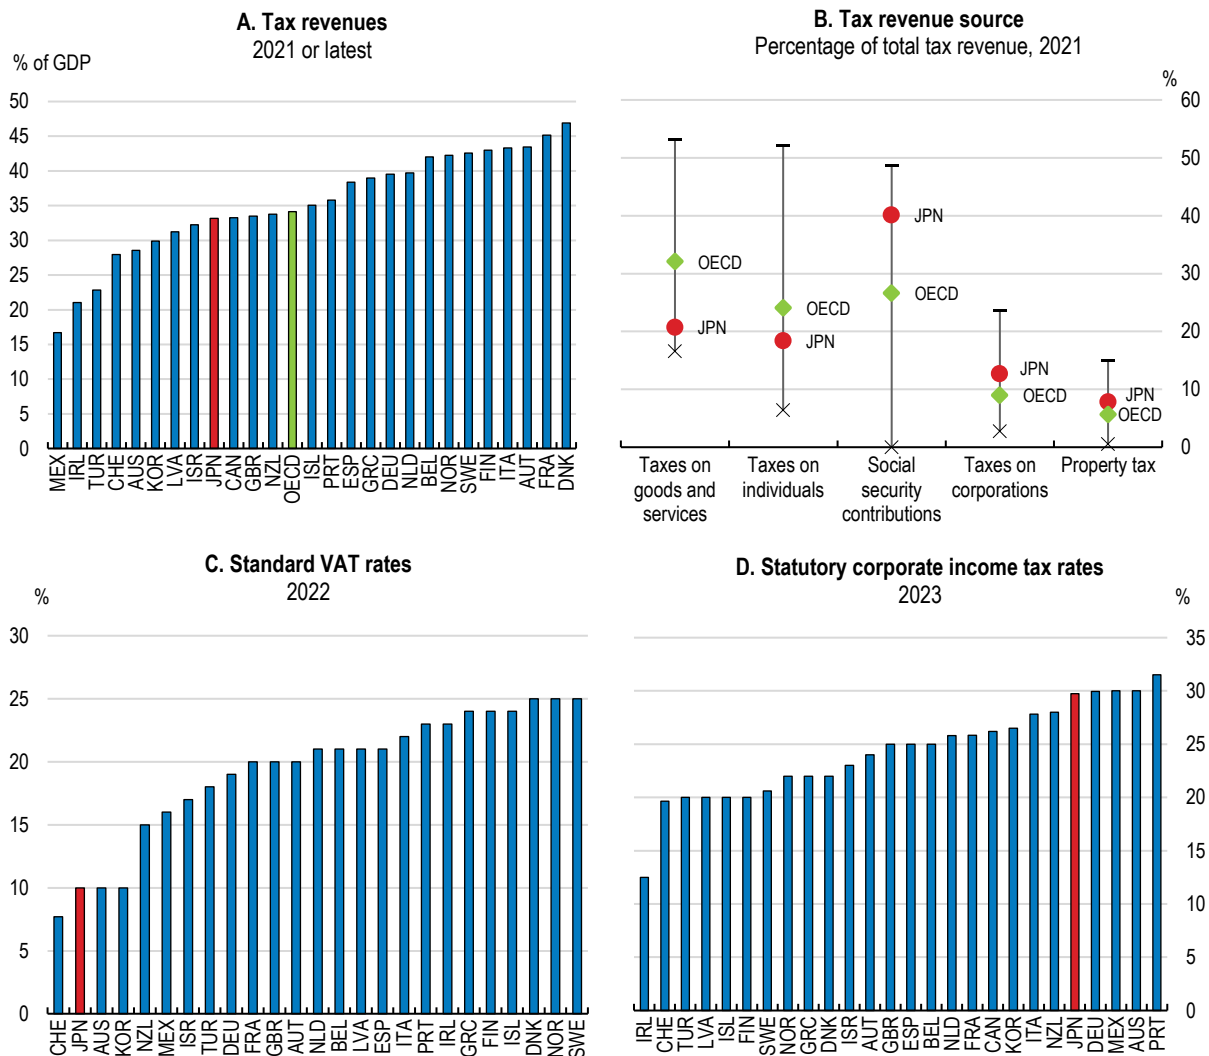 A. Tax revenues
2021 or latest
% of GDP
50
45
40
35
30
25
20
15
10
5
0
MEX
IRL
TUR
CHE
AUS
KOR
LVA
ISR
JPN
CAN
GBR
NZL
OECD
ISL
PRT
ESP
GRC
DEU
NLD
BEL
NOR
SWE
FIN
ITA
AUT
FRA
DNK
B. Tax revenue source
Percentage of total tax revenue, 2021
%
60
50
40
30
20
10
0
OECD
JPN
OECD
JPN
JPN
OECD
JPN
OECD
JPN
OECD
Taxes on
goods and
services
Taxes on
individuals
Social
security
contributions
Taxes on
corporations
Property tax
C. Standard VAT rates
2022
%
30
25
20
15
10
5
0
CHE
JPN
AUS
KOR
NZL
MEX
ISR
TUR
DEU
FRA
GBR
AUT
NLD
BEL
LVA
ESP
ITA
PRT
IRL
GRC
FIN
ISL
DNK
NOR
SWE
D. Statutory corporate income tax rates
2023
%
35
30
25
20
15
10
5
0
IRL
CHE
TUR
LVA
ISL
FIN
SWE
NOR
GRC
DNK
ISR
AUT
GBR
ESP
BEL
NLD
FRA
CAN
KOR
ITA
NZL
JPN
DEU
MEX
AUS
PRT